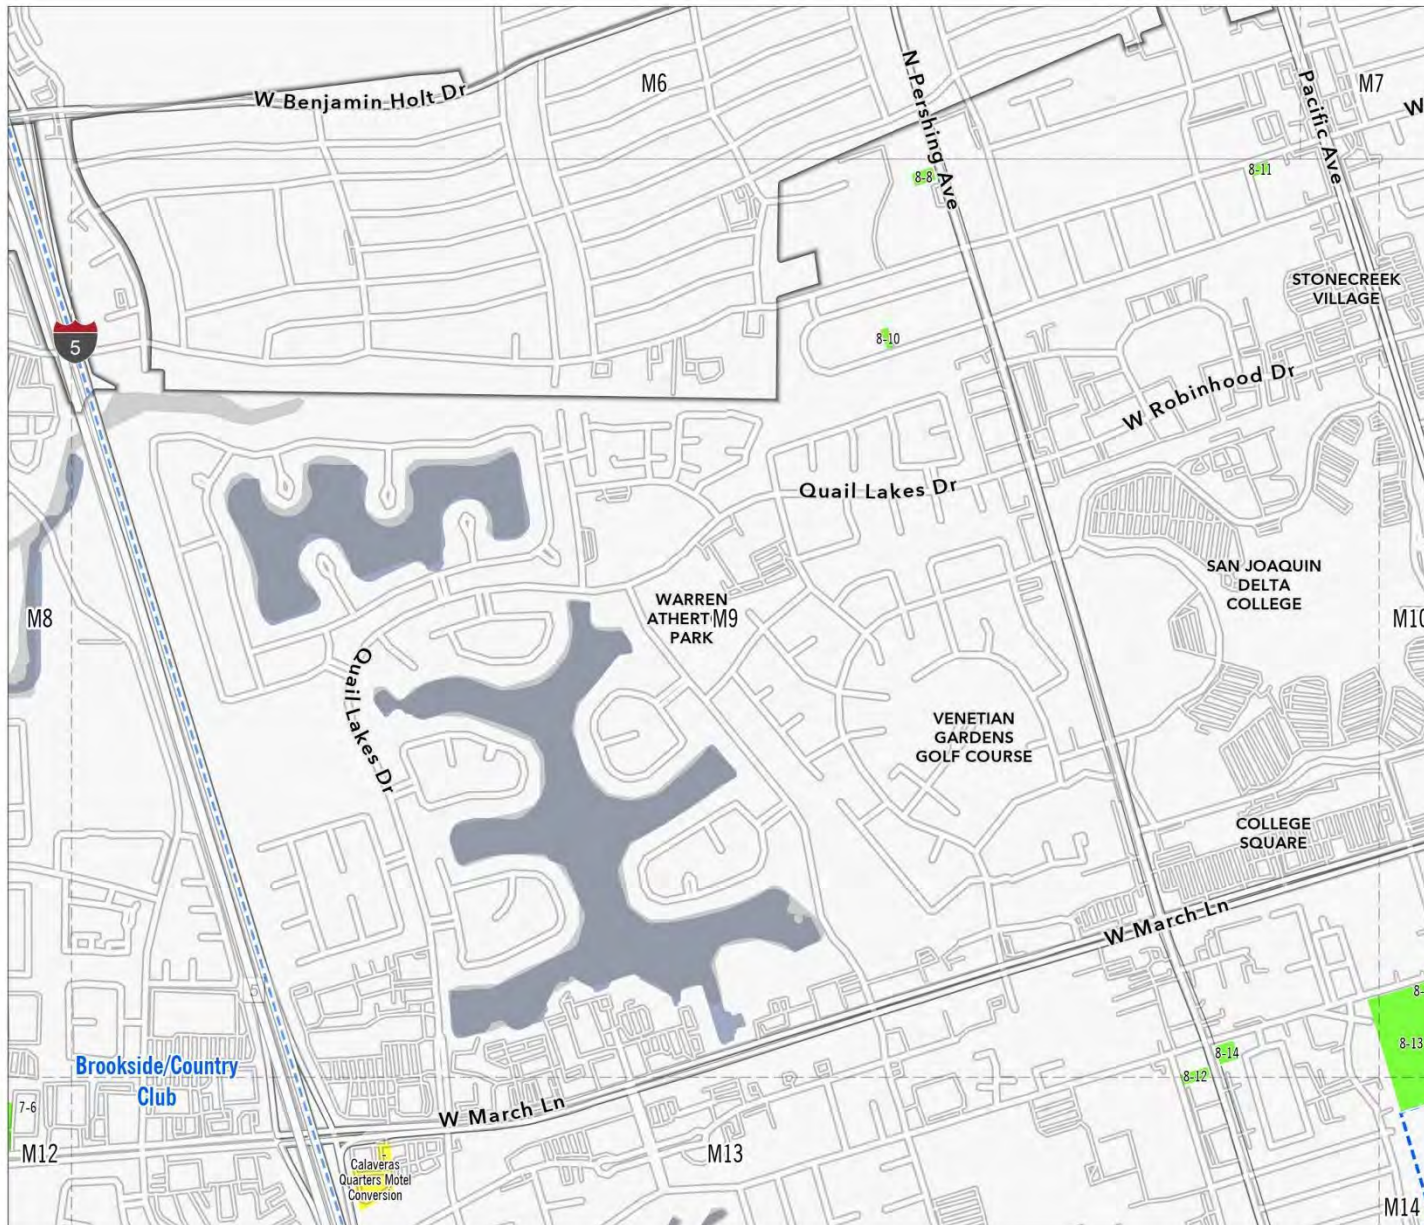 M6
M7
W Benjamin Holt Dr
N Pershing Ave
Pacific Ave
W
8-8
8-11
STONECREEK
VILLAGE
5
8-10
W Robinhood Dr
Quail Lakes Dr
SAN JOAQUIN
DELTA
COLLEGE
WARREN
ATHERT
PARK
M9
M8
M10
Quail Lakes Dr
VENETIAN
GARDENS
GOLF COURSE
COLLEGE
SQUARE
W March Ln
5
8-
8-13
8-14
8-12
Brookside/Country
Club
7-6
W March Ln
M12
M13
Calaveras
Quarters Motel
Conversion
M14